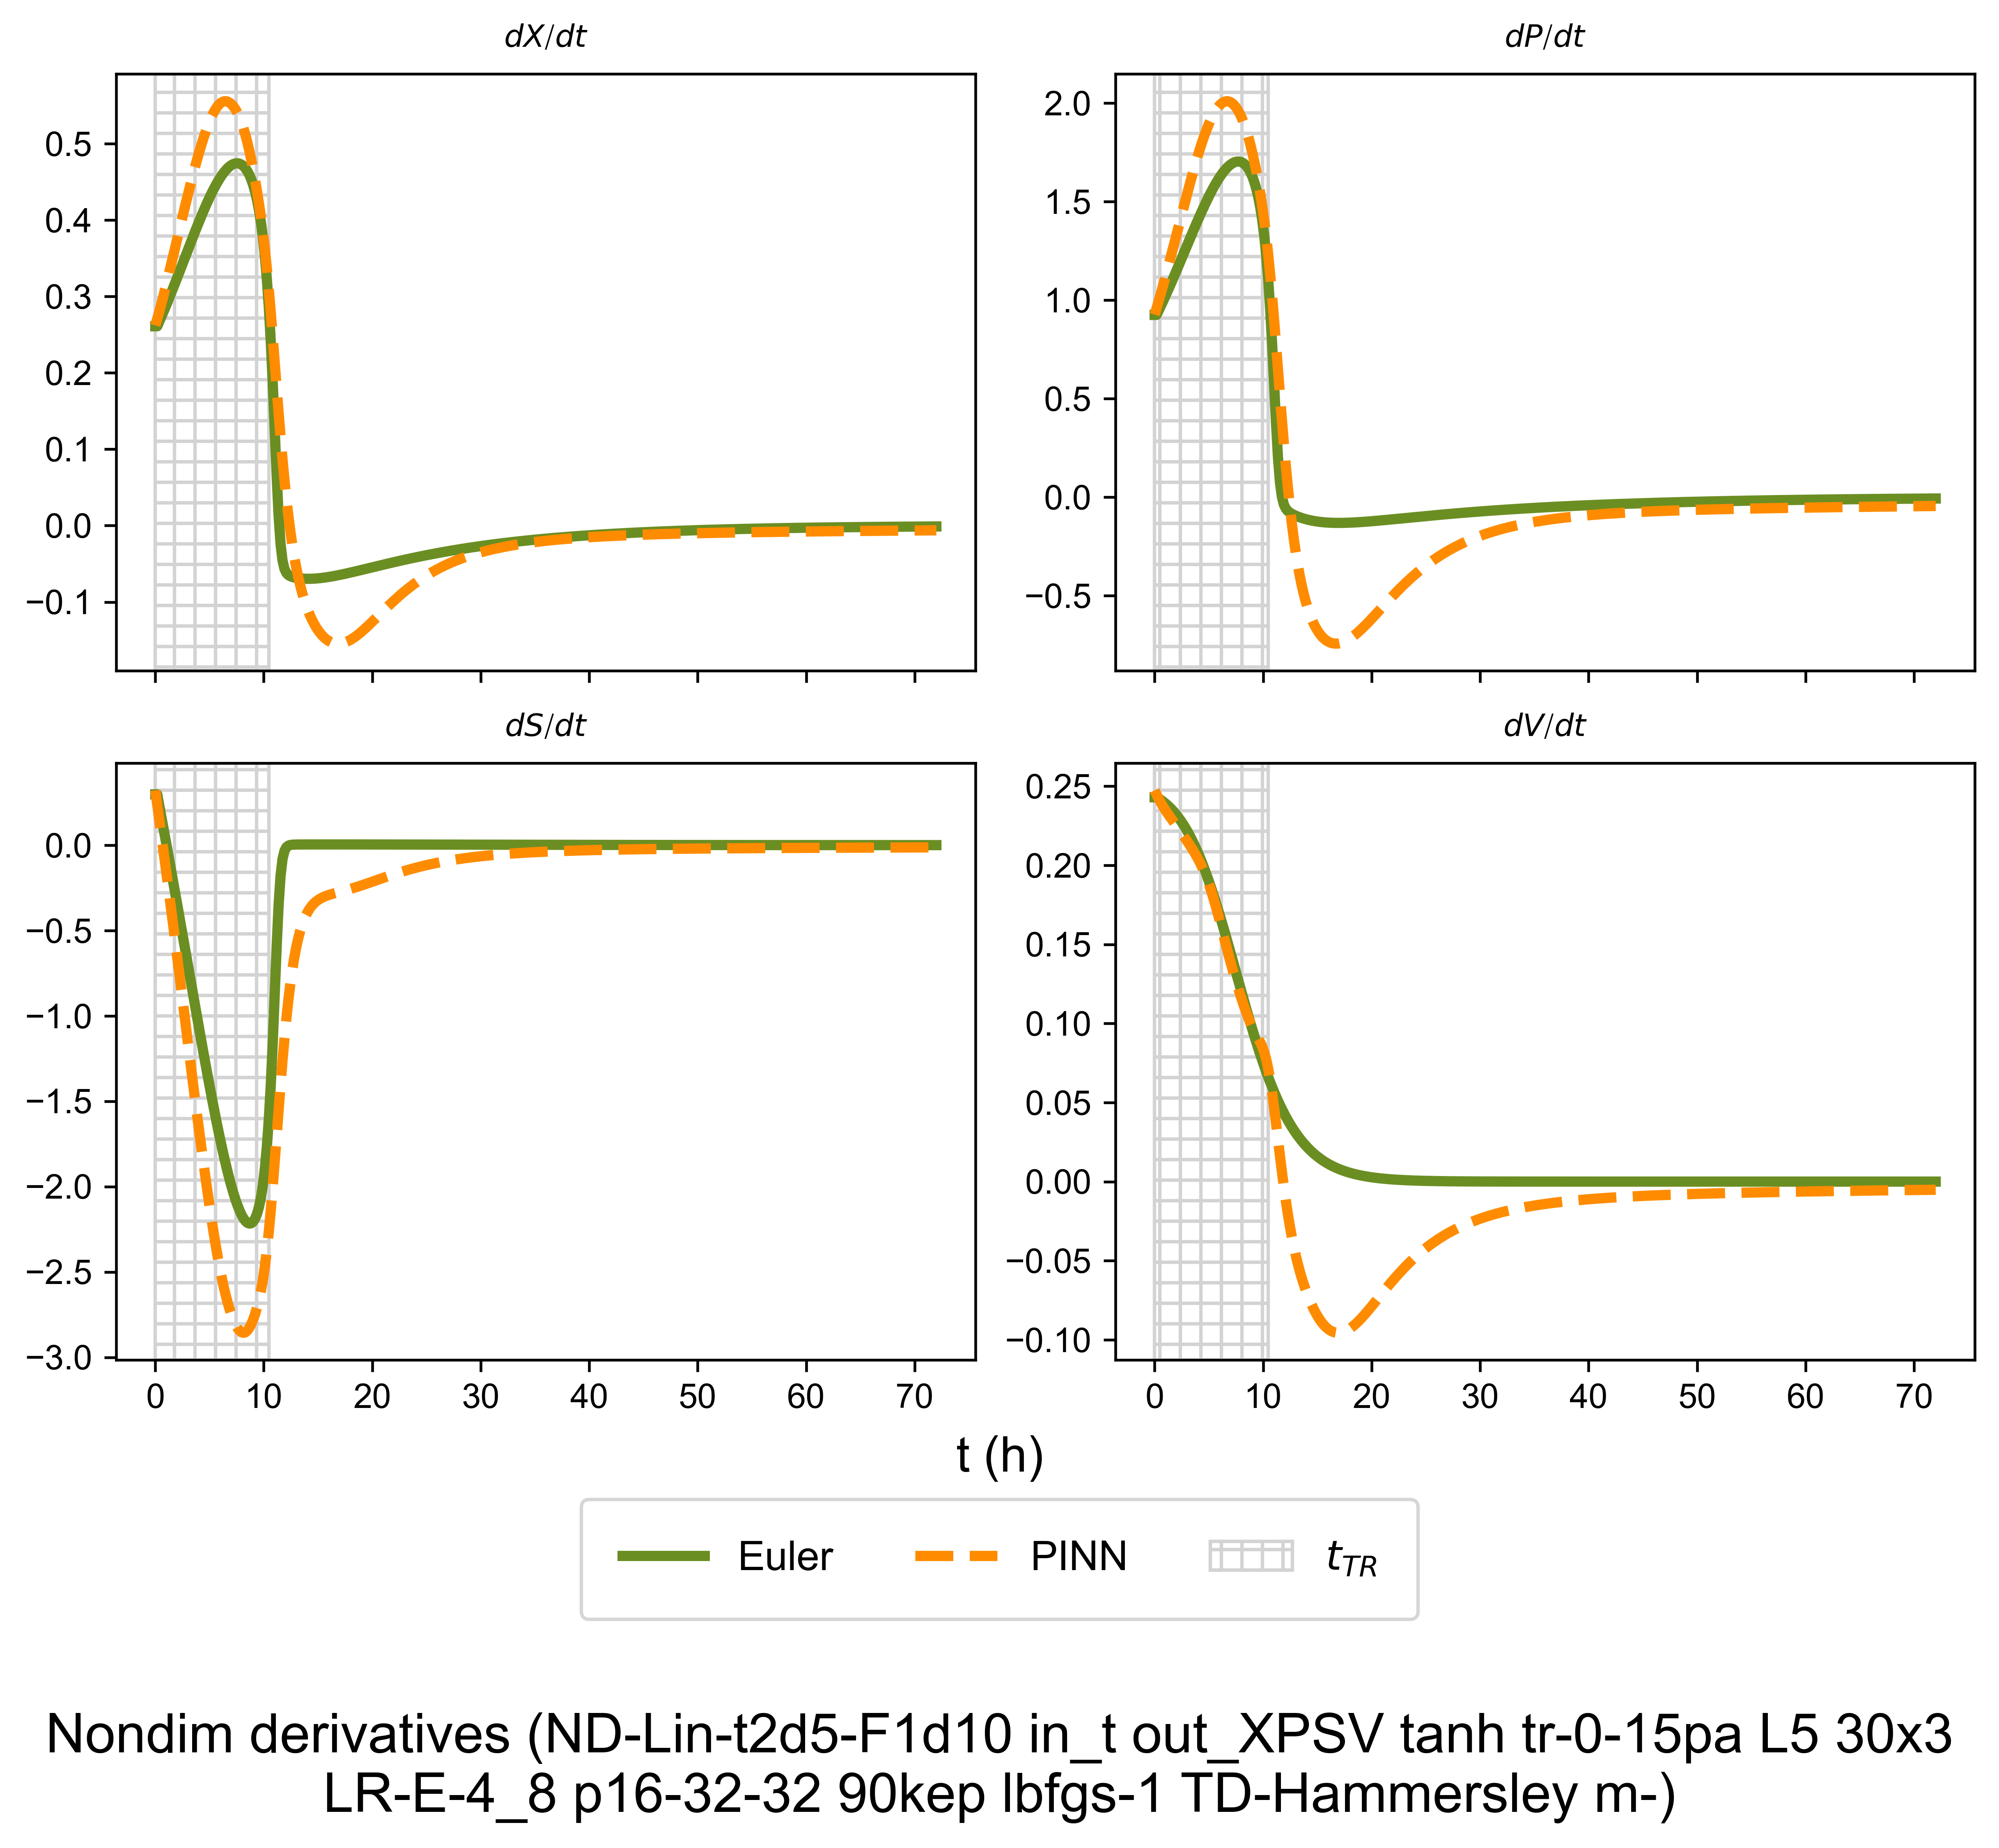 dX/dt
dP/dt
0.5
0.4
0.3
0.2
0.1
0.0
−0.1
2.0
1.5
1.0
0.5
0.0
−0.5
dS/dt
dV/dt
0.0
−0.5
−1.0
−1.5
−2.0
−2.5
−3.0
0 10 20 30 40 50 60 70
0.25
0.20
0.15
0.10
0.05
0.00
−0.05
−0.10
0 10 20 30 40 50 60 70
t (h)
Euler PINN t_TR
Nondim derivatives (ND-Lin-t2d5-F1d10 in_t out_XPSV tanh tr-0-15pa L5 30x3
LR-E-4_8 p16-32-32 90kep lbfgs-1 TD-Hammersley m-)